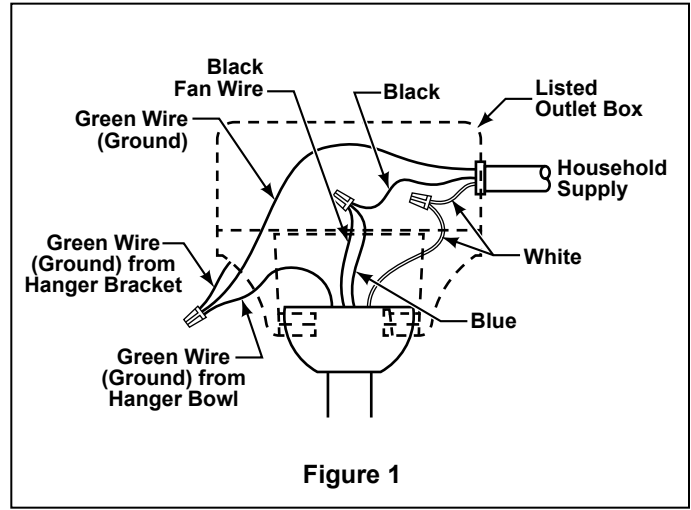 Black
Fan Wire
Black
Listed
Outlet Box
Green Wire
(Ground)
Household
Supply
Green Wire
(Ground) from
Hanger Bracket
White
Blue
Green Wire
(Ground) from
Hanger Bowl
Figure 1